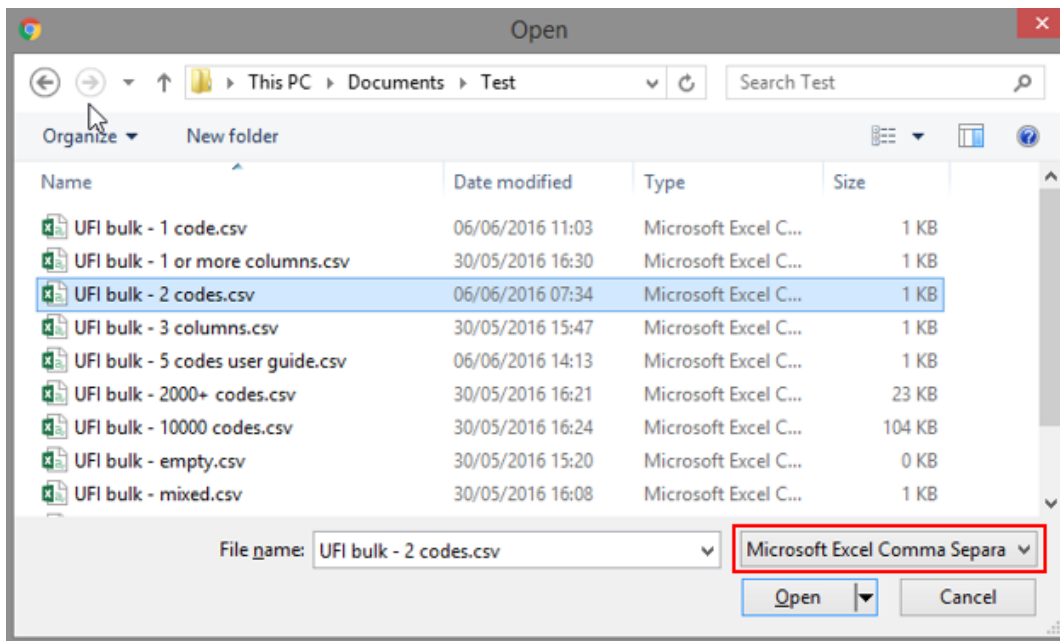 Open
This PC Documents Test Search Test
Organize New folder
Name Date modified Type Size
UFI bulk - 1 code.csv 06/06/2016 11:03 Microsoft Excel C... 1 KB
UFI bulk - 1 or more columns.csv 30/05/2016 16:30 Microsoft Excel C... 1 KB
UFI bulk - 2 codes.csv 06/06/2016 07:34 Microsoft Excel C... 1 KB
UFI bulk - 3 columns.csv 30/05/2016 15:47 Microsoft Excel C... 1 KB
UFI bulk - 5 codes user guide.csv 06/06/2016 14:13 Microsoft Excel C... 1 KB
UFI bulk - 2000+ codes.csv 30/05/2016 16:21 Microsoft Excel C... 23 KB
UFI bulk - 10000 codes.csv 30/05/2016 16:24 Microsoft Excel C... 104 KB
UFI bulk - empty.csv 30/05/2016 15:20 Microsoft Excel C... 0 KB
UFI bulk - mixed.csv 30/05/2016 16:08 Microsoft Excel C... 1 KB
File name: UFI bulk - 2 codes.csv Microsoft Excel Comma Separa
Open Cancel